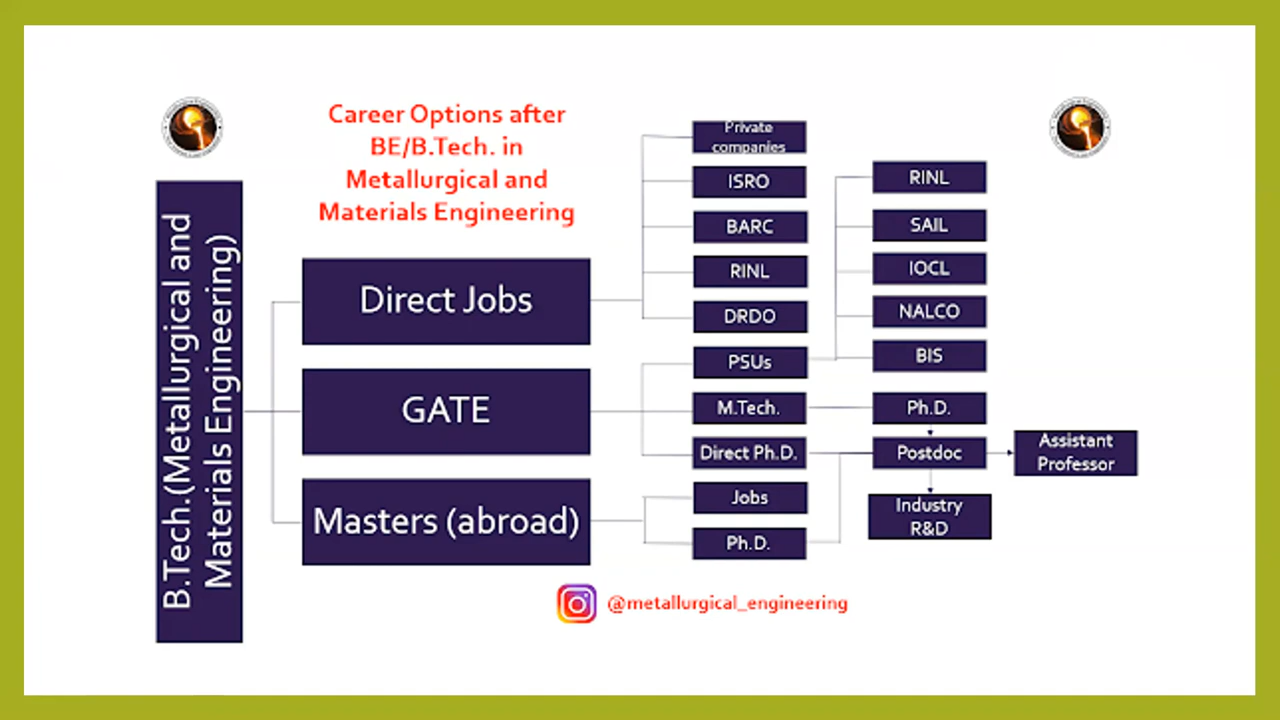 Career Options after
BE/B.Tech. in
Metallurgical and
Materials Engineering
B.Tech.(Metallurgical and
Materials Engineering)
Direct Jobs
GATE
Masters (abroad)
Private
companies
ISRO
BARC
RINL
DRDO
PSUs
M.Tech.
Direct Ph.D.
Jobs
Ph.D.
RINL
SAIL
IOCL
NALCO
BIS
Ph.D.
Postdoc
Industry
R&D
Assistant
Professor
@metallurgical_engineering